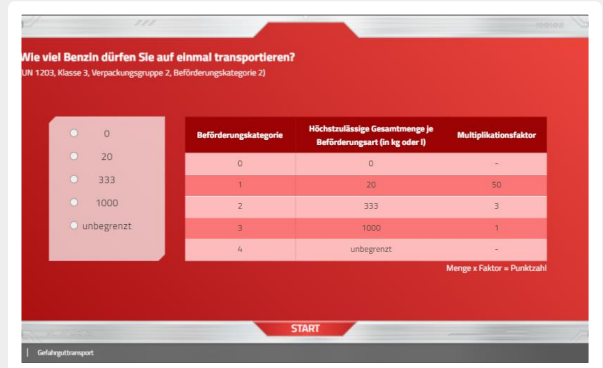 Wie viel Benzin dürfen Sie auf einmal transportieren?
UN 1203, Klasse 3, Verpackungsgruppe 2, Beförderungskategorie 2)
0
20
333
1000
unbegrenzt
Beförderungskategorie Höchstzulässige Gesamtmenge je Beförderungsart (in kg oder l) Multiplikationsfaktor
0 0 -
1 20 50
2 333 3
3 1000 1
4 unbegrenzt -
Menge x Faktor = Punktzahl
START
Gefahrguttransport